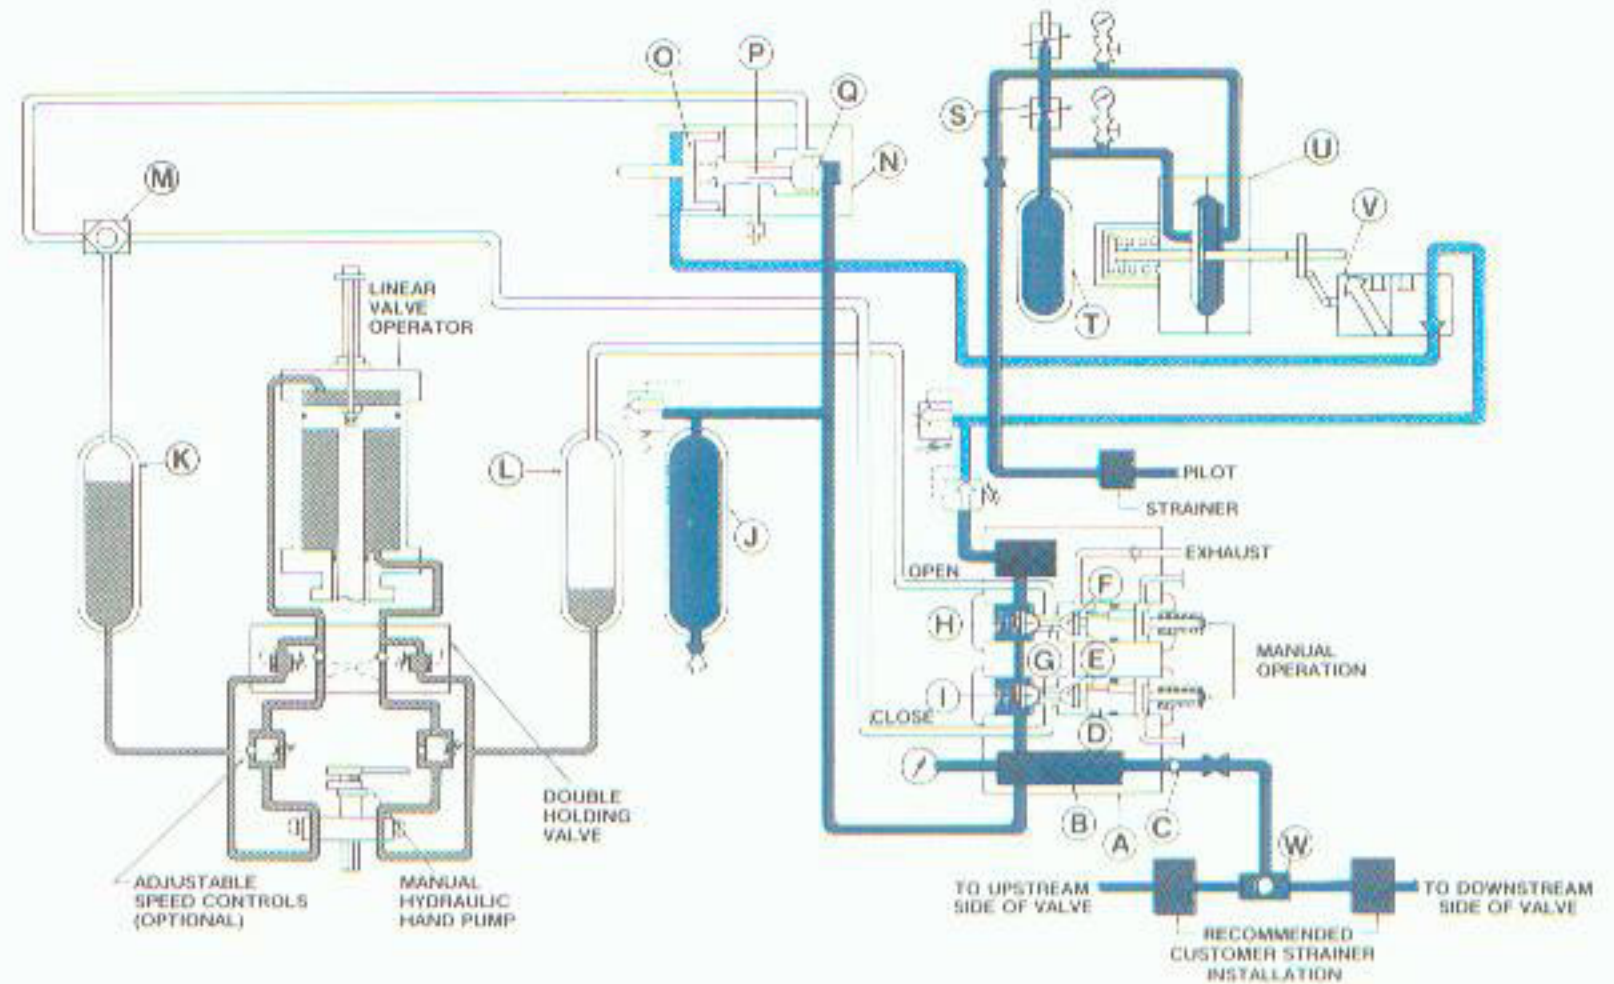 O
P
Q
N
S
U
V
T
M
LINEAR
VALVE
OPERATOR
K
L
J
PILOT
STRAINER
EXHAUST
OPEN
F
H
G
E
MANUAL
OPERATION
I
CLOSE
D
B
A
C
W
DOUBLE
HOLDING
VALVE
ADJUSTABLE
SPEED CONTROLS
(OPTIONAL)
MANUAL
HYDRAULIC
HAND PUMP
TO UPSTREAM
SIDE OF VALVE
TO DOWNSTREAM
SIDE OF VALVE
RECOMMENDED
CUSTOMER STRAINER
INSTALLATION